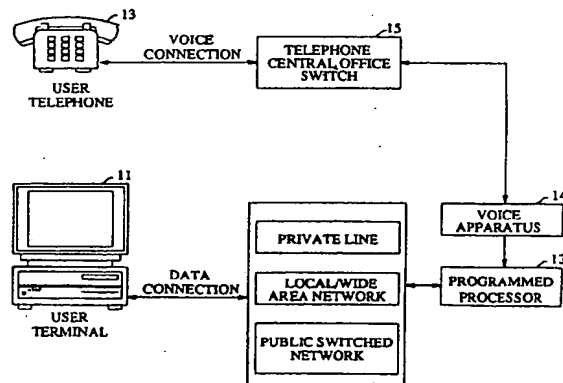 13
VOICE
CONNECTION
USER
TELEPHONE
15
TELEPHONE
CENTRAL OFFICE
SWITCH
11
USER
TERMINAL
DATA
CONNECTION
PRIVATE LINE
LOCAL/WIDE
AREA NETWORK
PUBLIC SWITCHED
NETWORK
14
VOICE
APPARATUS
13
PROGRAMMED
PROCESSOR